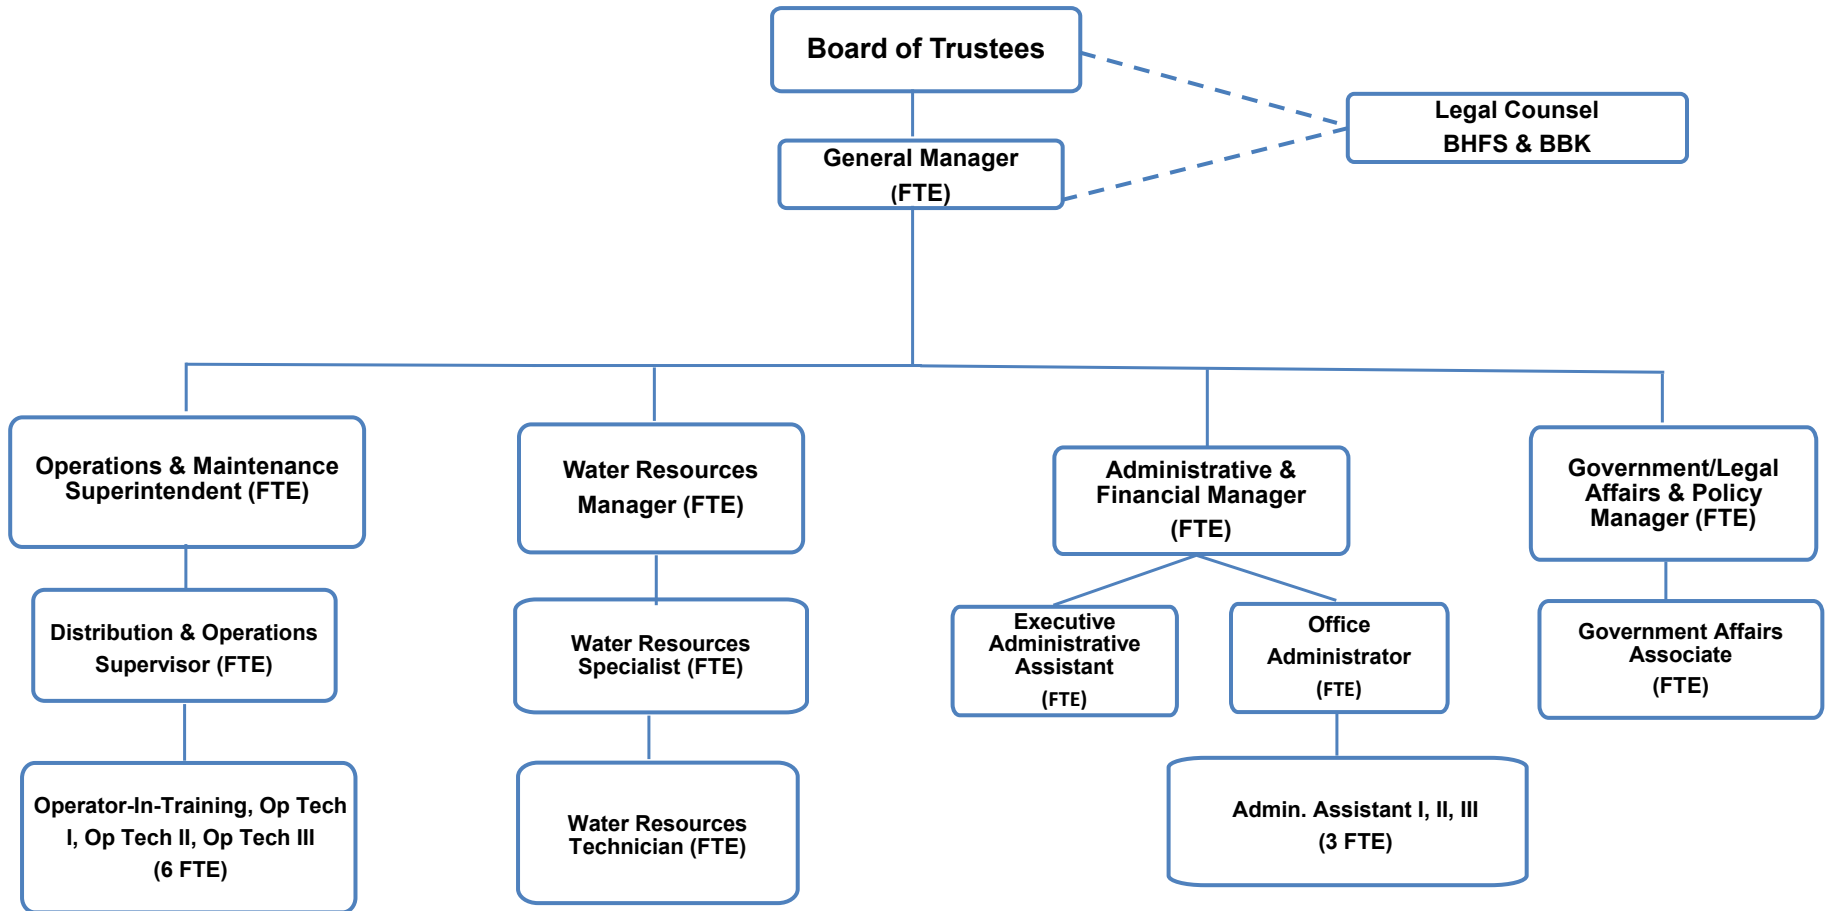 Board of Trustees
Legal Counsel
BHFS & BBK
General Manager
(FTE)
Operations & Maintenance
Superintendent (FTE)
Water Resources
Manager (FTE)
Administrative &
Financial Manager
(FTE)
Government/Legal
Affairs & Policy
Manager (FTE)
Distribution & Operations
Supervisor (FTE)
Water Resources
Specialist (FTE)
Executive
Administrative
Assistant
(FTE)
Office
Administrator
(FTE)
Government Affairs
Associate
(FTE)
Operator-In-Training, Op Tech
I, Op Tech II, Op Tech III
(6 FTE)
Water Resources
Technician (FTE)
Admin. Assistant I, II, III
(3 FTE)